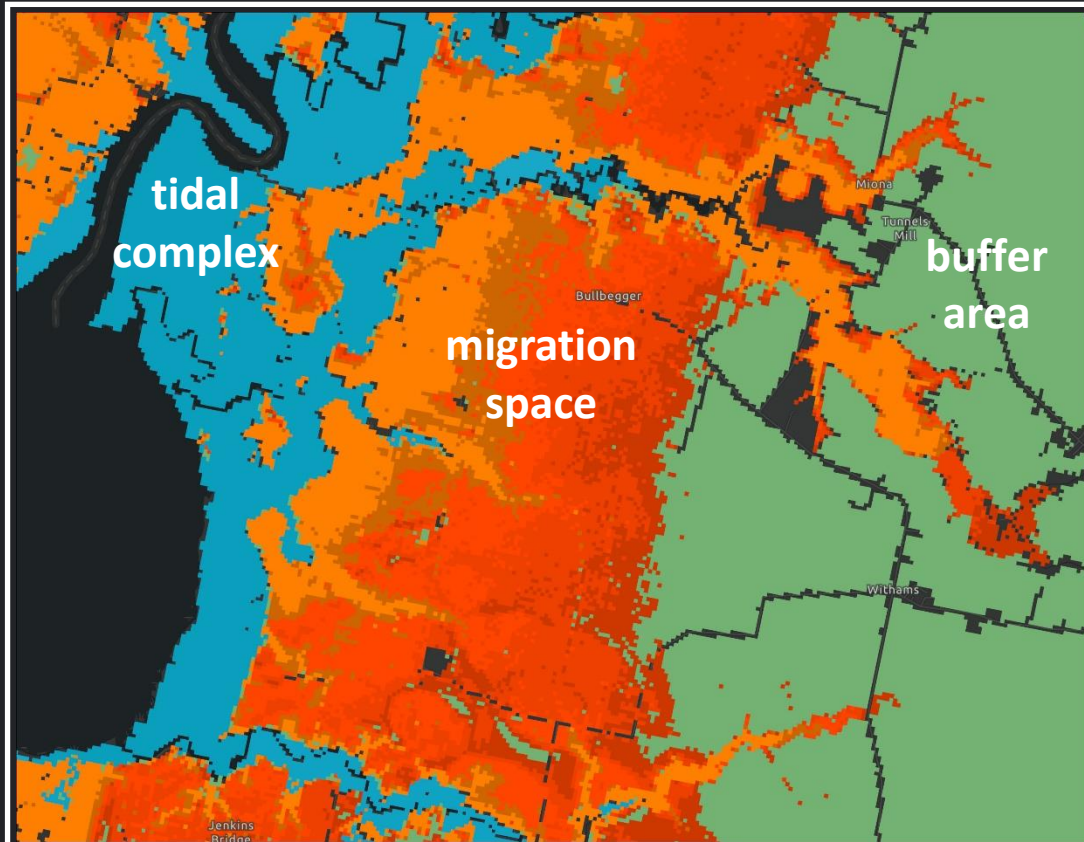 tidal
complex
Miona
Tunnels
Mill
buffer
area
Bullbegger
migration
space
Withams
Jenkins
Bridge